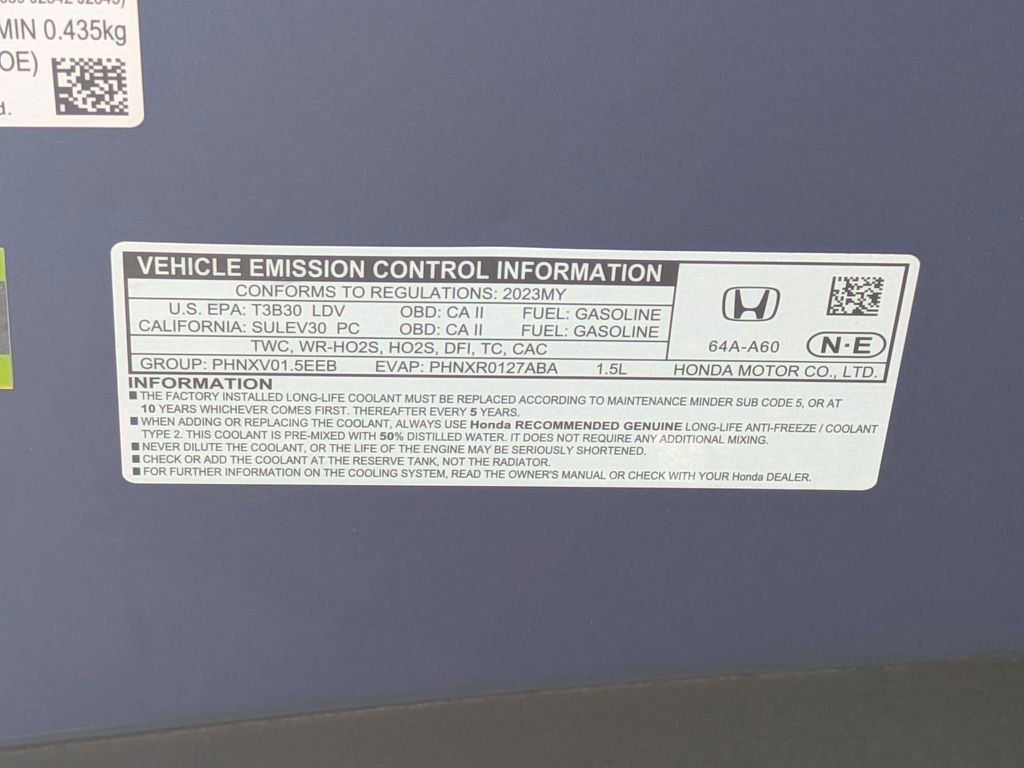 MIN 0.435kg
OE)
d.
VEHICLE EMISSION CONTROL INFORMATION
CONFORMS TO REGULATIONS: 2023MY
U.S. EPA: T3B30 LDV OBD: CA II FUEL: GASOLINE
CALIFORNIA: SULEV30 PC OBD: CA II FUEL: GASOLINE
TWC, WR-HO2S, HO2S, DFI, TC, CAC
64A-A60 N·E
GROUP: PHNXV01.5EEB EVAP: PHNXR0127ABA 1.5L HONDA MOTOR CO., LTD.
INFORMATION
■ THE FACTORY INSTALLED LONG-LIFE COOLANT MUST BE REPLACED ACCORDING TO MAINTENANCE MINDER SUB CODE 5, OR AT
10 YEARS WHICHEVER COMES FIRST. THEREAFTER EVERY 5 YEARS.
■ WHEN ADDING OR REPLACING THE COOLANT, ALWAYS USE Honda RECOMMENDED GENUINE LONG-LIFE ANTI-FREEZE / COOLANT
TYPE 2. THIS COOLANT IS PRE-MIXED WITH 50% DISTILLED WATER. IT DOES NOT REQUIRE ANY ADDITIONAL MIXING.
■ NEVER DILUTE THE COOLANT, OR THE LIFE OF THE ENGINE MAY BE SERIOUSLY SHORTENED.
■ CHECK OR ADD THE COOLANT AT THE RESERVE TANK, NOT THE RADIATOR.
■ FOR FURTHER INFORMATION ON THE COOLING SYSTEM, READ THE OWNER'S MANUAL OR CHECK WITH YOUR Honda DEALER.